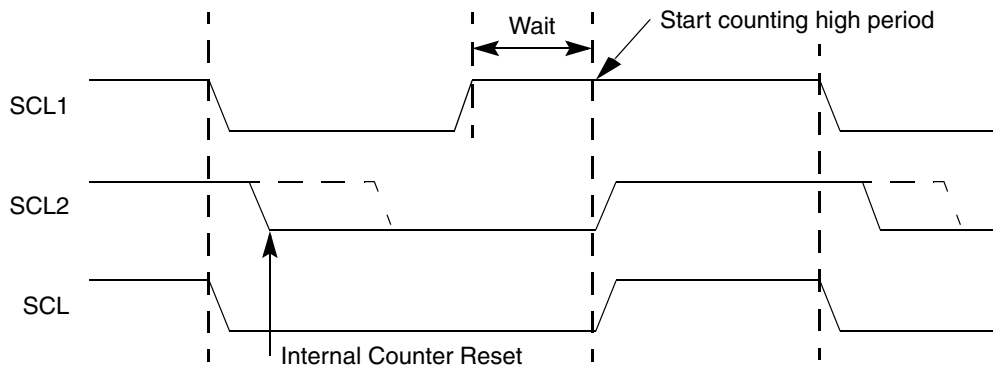 Start counting high period
Wait
SCL1
SCL2
SCL
Internal Counter Reset